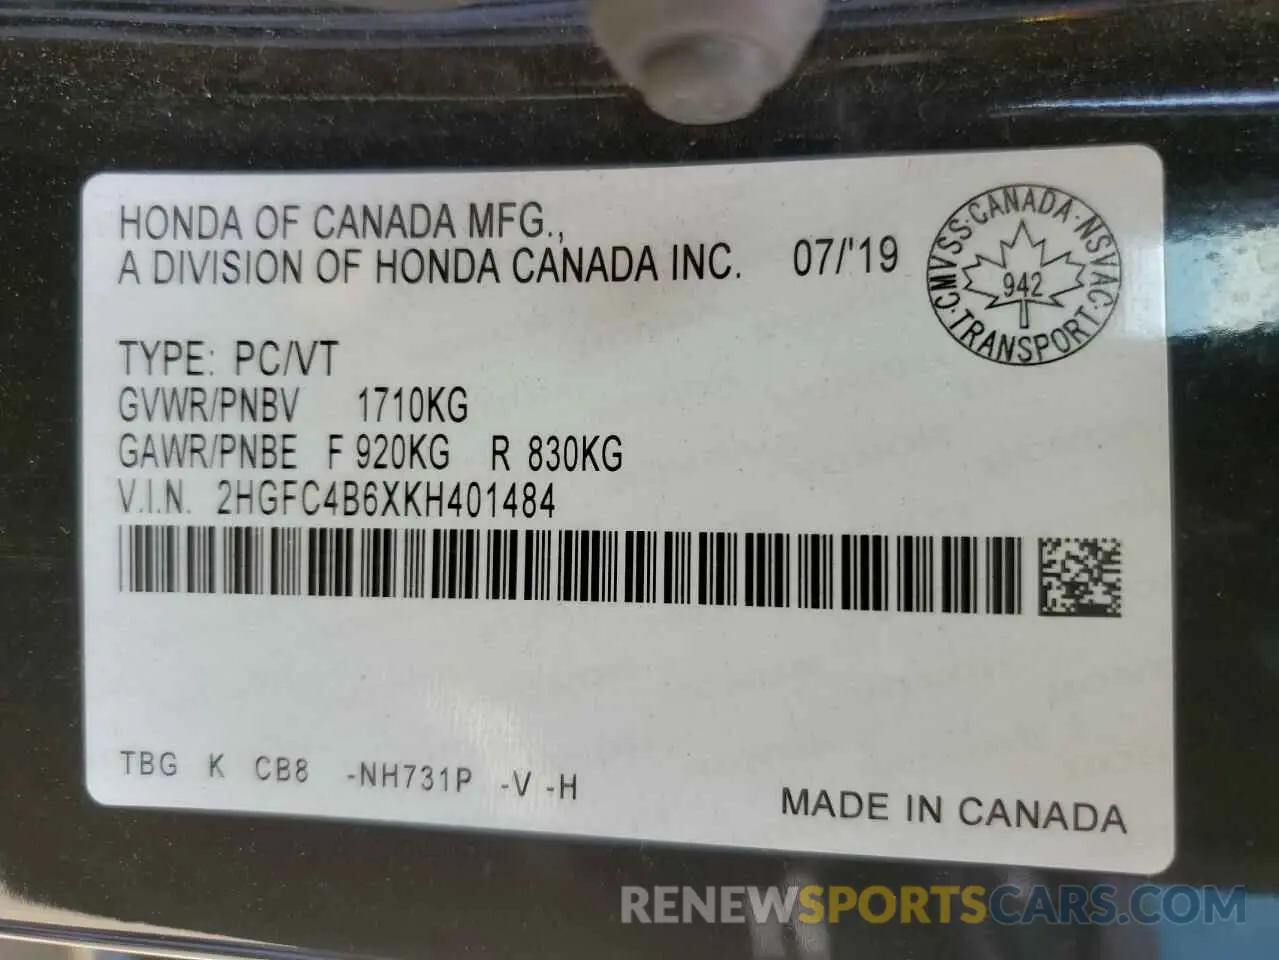 HONDA OF CANADA MFG.,
A DIVISION OF HONDA CANADA INC. 07/'19
CMVSS·CANADA·NSVAC·TRANSPORT·
942
TYPE: PC/VT
GVWR/PNBV 1710KG
GAWR/PNBE F 920KG R 830KG
V.I.N. 2HGFC4B6XKH401484
TBG K CB8 -NH731P -V -H
MADE IN CANADA
RENEWSPORTSCARS.COM